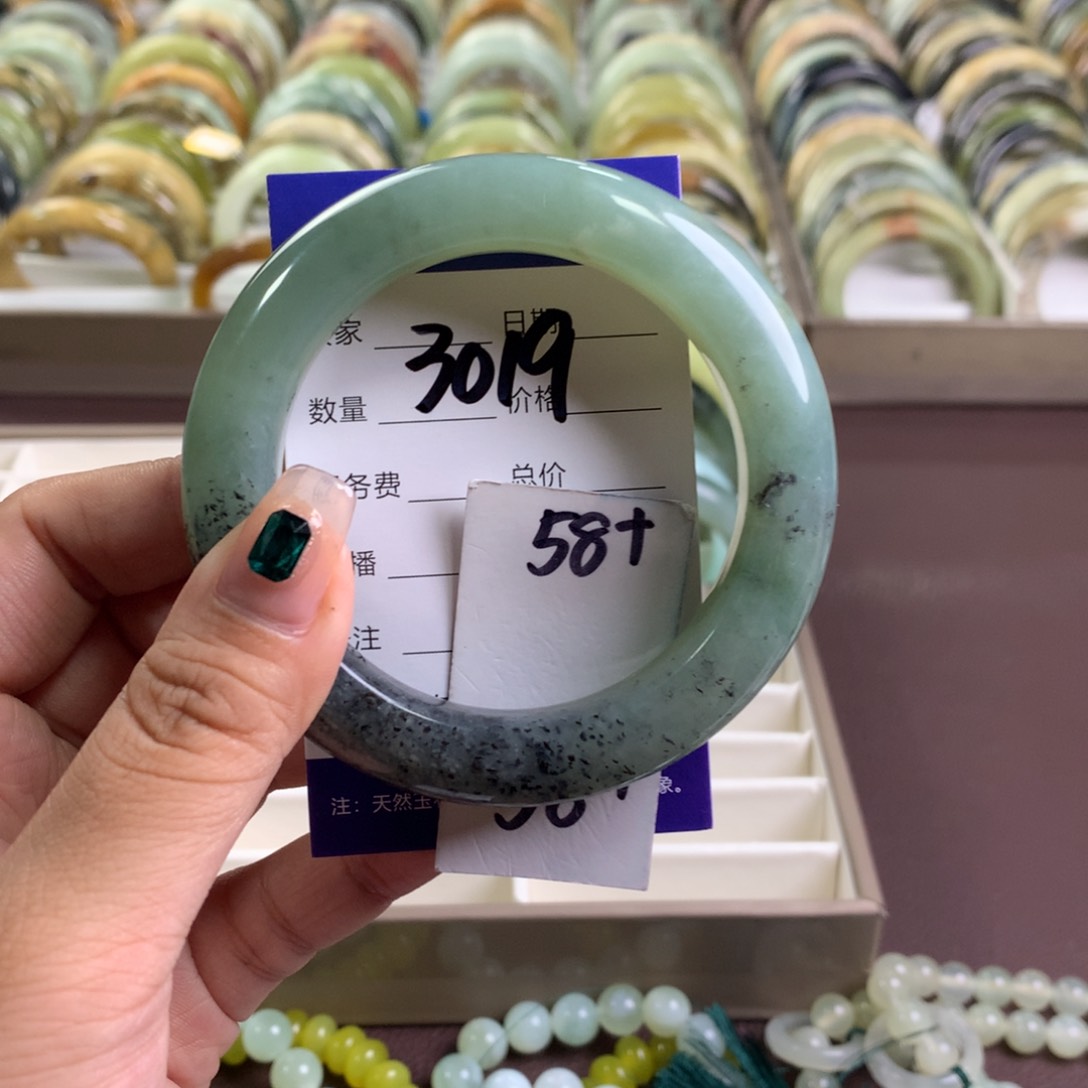 家 日期
3019
数量 价格
务费 总价
58+
播
注
注：天然玉 象。